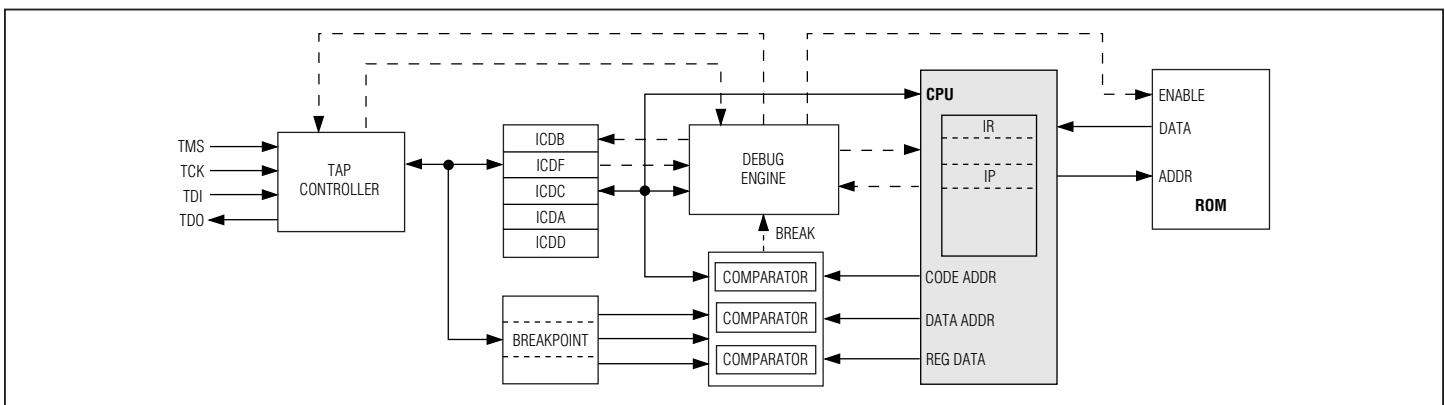 TMS
TCK
TDI
TDO
TAP
CONTROLLER
ICDB
ICDF
ICDC
ICDA
ICDD
BREAKPOINT
DEBUG
ENGINE
BREAK
COMPARATOR
COMPARATOR
COMPARATOR
CPU
IR
IP
CODE ADDR
DATA ADDR
REG DATA
ENABLE
DATA
ADDR
ROM